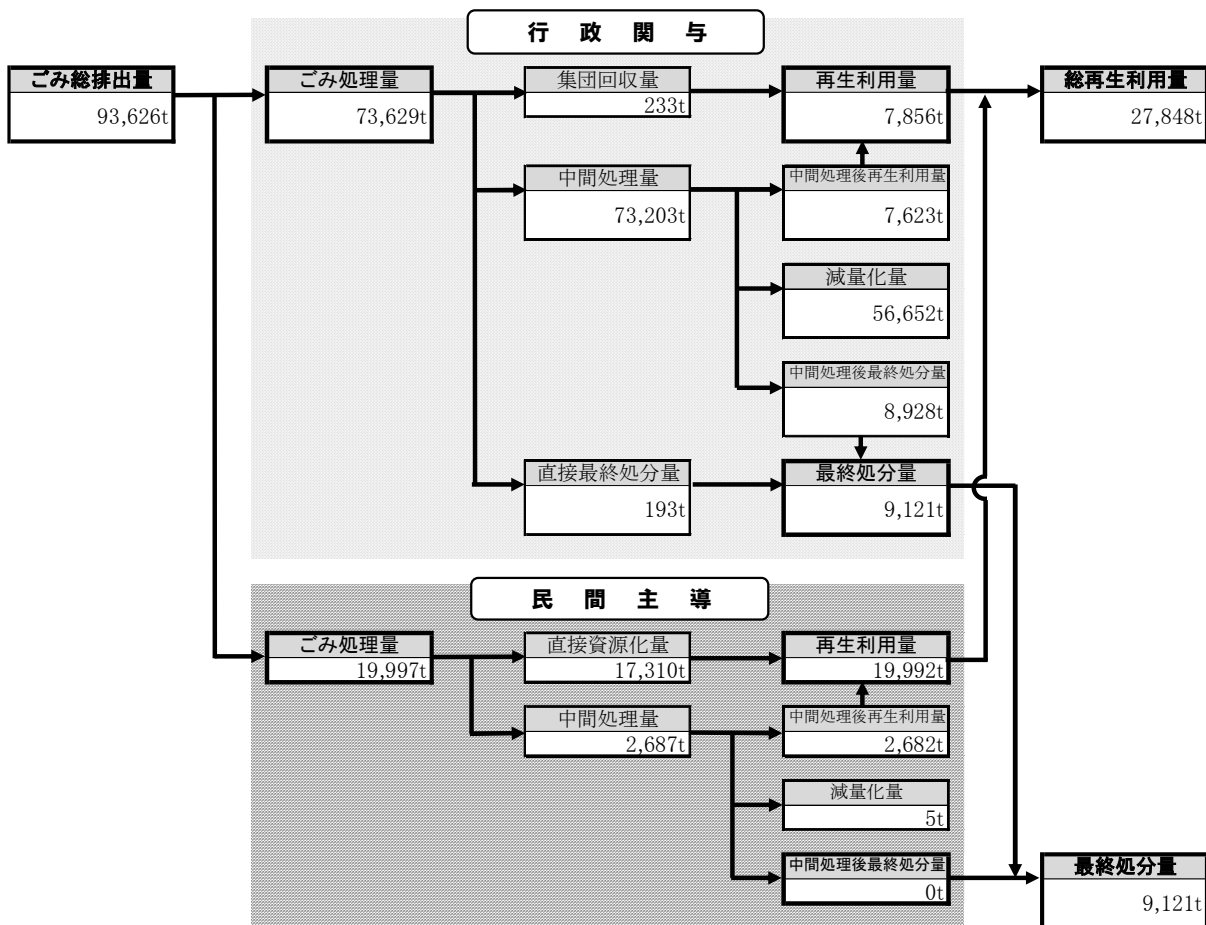 行政関与
ごみ総排出量
93,626t
ごみ処理量
73,629t
集団回収量
233t
再生利用量
7,856t
総再生利用量
27,848t
中間処理量
73,203t
中間処理後再生利用量
7,623t
減量化量
56,652t
中間処理後最終処分量
8,928t
直接最終処分量
193t
最終処分量
9,121t
民間主導
ごみ処理量
19,997t
直接資源化量
17,310t
再生利用量
19,992t
中間処理量
2,687t
中間処理後再生利用量
2,682t
減量化量
5t
中間処理後最終処分量
0t
最終処分量
9,121t